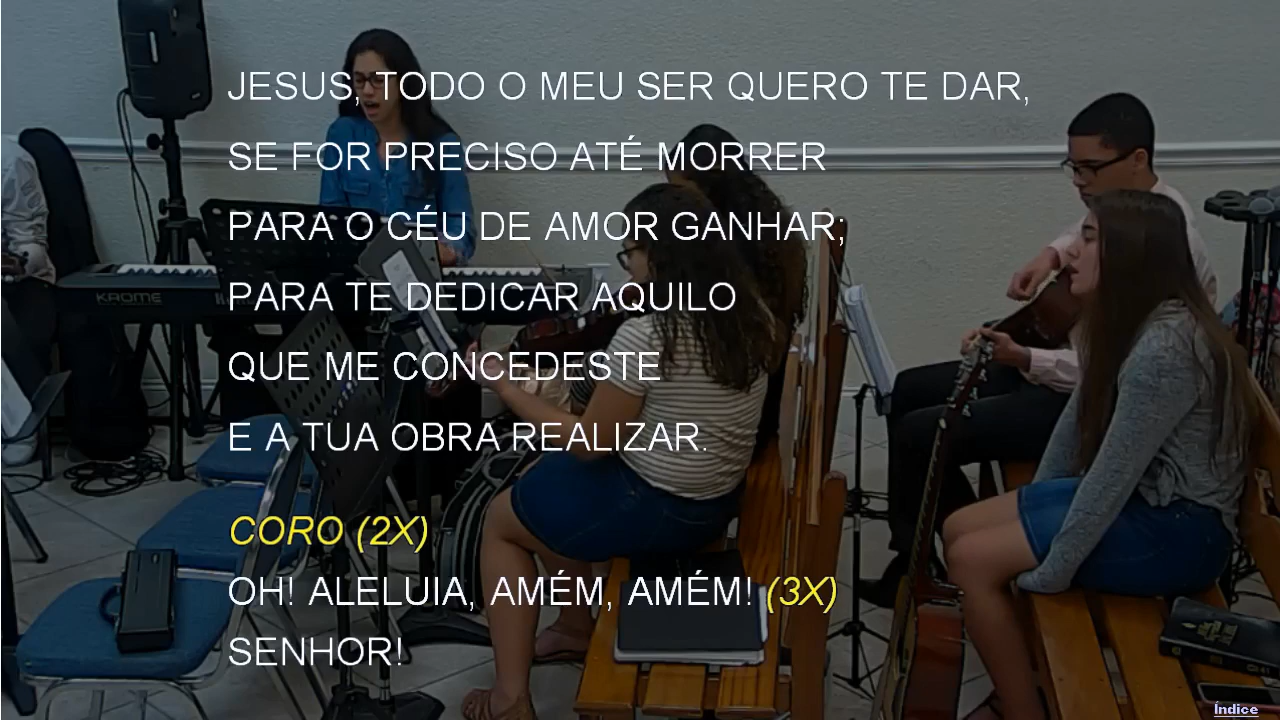 JESUS, TODO O MEU SER QUERO TE DAR,
SE FOR PRECISO ATÉ MORRER
PARA O CÉU DE AMOR GANHAR;
PARA TE DEDICAR AQUILO
QUE ME CONCEDESTE
E A TUA OBRA REALIZAR.
CORO (2X)
OH! ALELUIA, AMÉM, AMÉM! (3X)
SENHOR!
KROME
Índice